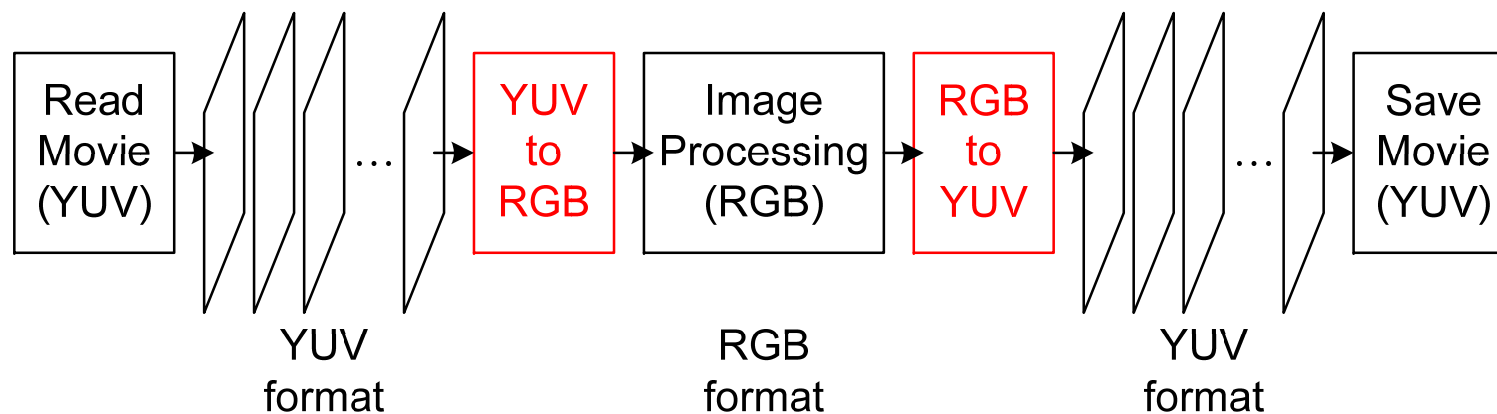 Read
Movie
(YUV)
...
YUV
to
RGB
Image
Processing
(RGB)
RGB
to
YUV
...
Save
Movie
(YUV)
YUV
format
RGB
format
YUV
format